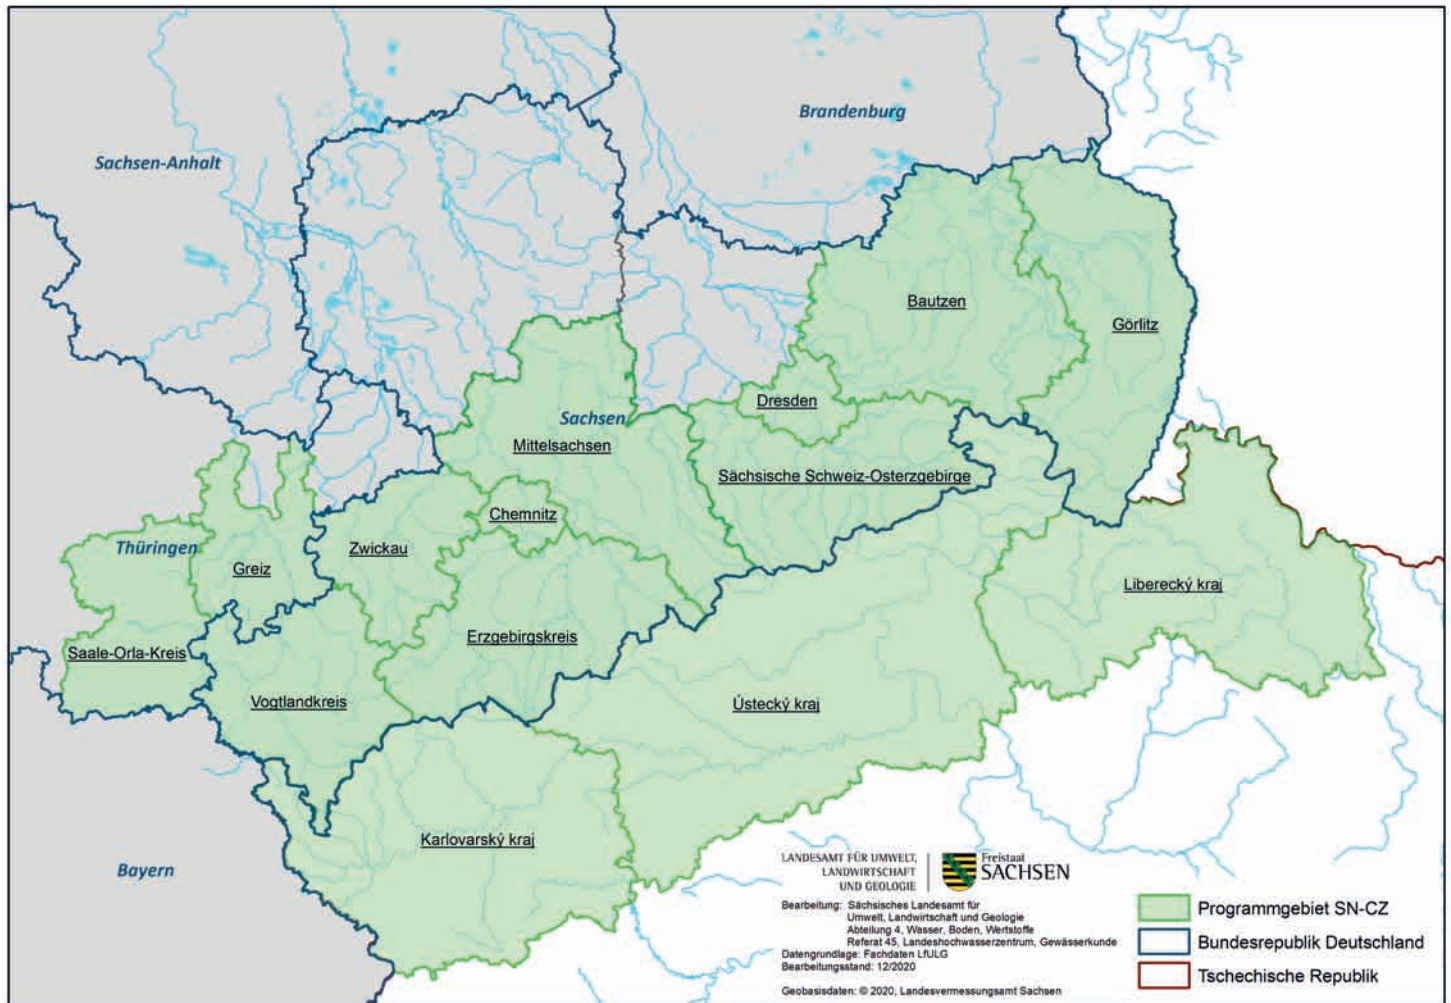 Brandenburg
Sachsen-Anhalt
Bautzen
Görlitz
Dresden
Sachsen
Mittelsachsen
Sächsische Schweiz-Osterzgebirge
Chemnitz
Thüringen
Zwickau
Greiz
Liberecký kraj
Erzgebirgskreis
Saale-Orla-Kreis
Vogtlandkreis
Ústecký kraj
Karlovarský kraj
Bayern
LANDESAMT FÜR UMWELT,
LANDWIRTSCHAFT
UND GEOLOGIE
Freistaat
SACHSEN
Bearbeitung: Sächsisches Landesamt für
Umwelt, Landwirtschaft und Geologie
Abteilung 4, Wasser, Boden, Wertstoffe
Referat 45, Landeshochwasserzentrum, Gewässerkunde
Datengrundlage: Fachdaten LfULG
Bearbeitungsstand: 12/2020
Geobasisdaten: © 2020, Landesvermessungsamt Sachsen
Programmgebiet SN-CZ
Bundesrepublik Deutschland
Tschechische Republik